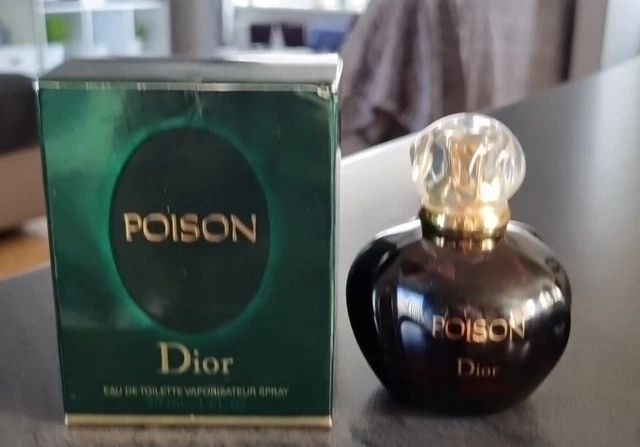 POISON
Dior
EAU DE TOILETTE VAPORISATEUR SPRAY
POISON
Dior